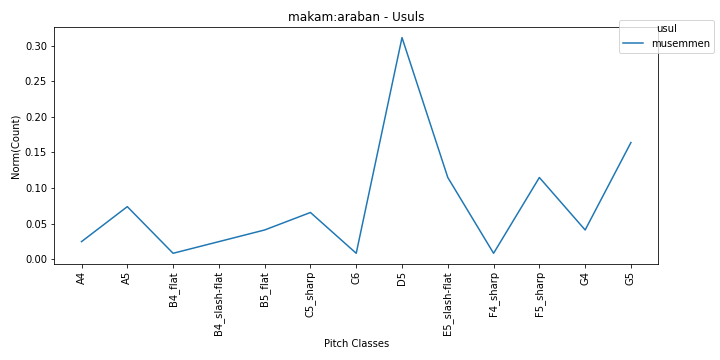 makam:araban - Usuls
usul
musemmen
Norm(Count)
0.30
0.25
0.20
0.15
0.10
0.05
0.00
A4
A5
B4_flat
B4_slash-flat
B5_flat
C5_sharp
C6
D5
E5_slash-flat
F4_sharp
F5_sharp
G4
G5
Pitch Classes